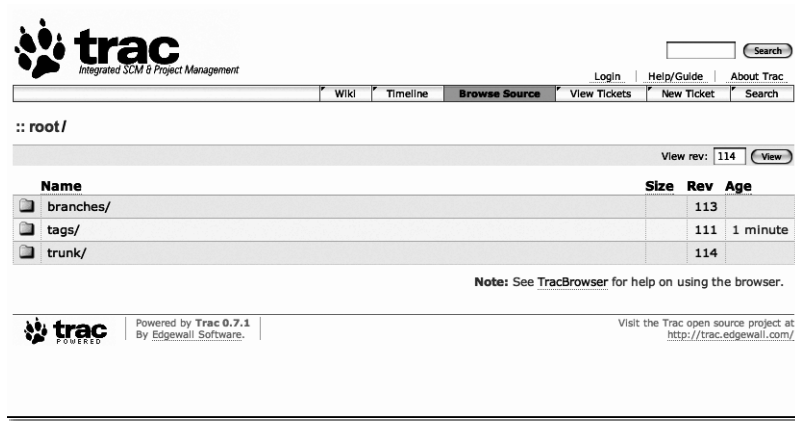 trac
Integrated SCM & Project Management
Search
Login Help/Guide About Trac
Wiki Timeline Browse Source View Tickets New Ticket Search
:: root/
View rev: 114 View
Name Size Rev Age
branches/ 113
tags/ 111 1 minute
trunk/ 114
Note: See TracBrowser for help on using the browser.
trac
POWERED
Powered by Trac 0.7.1
By Edgewall Software.
Visit the Trac open source project at
http://trac.edgewall.com/